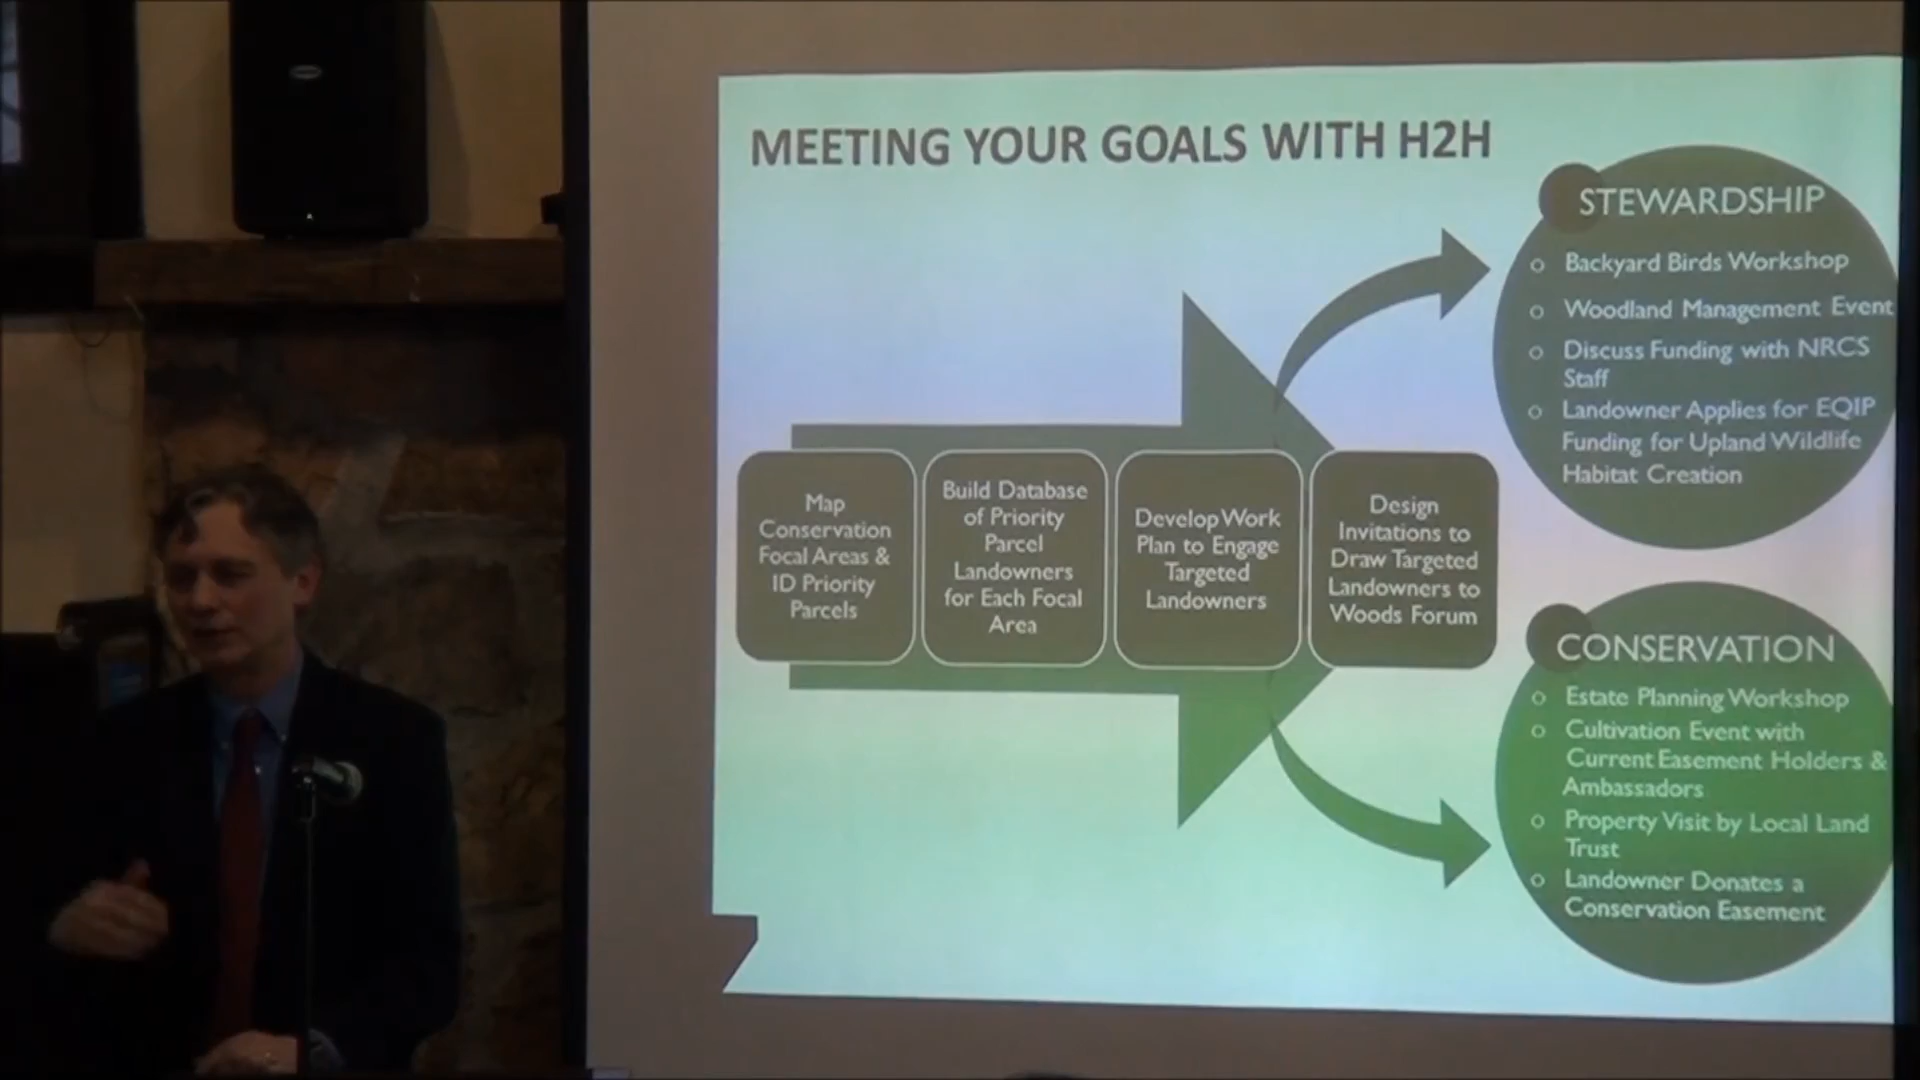 MEETING YOUR GOALS WITH H2H
Map
Conservation
Focal Areas &
ID Priority
Parcels
Build Database
of Priority
Parcel
Landowners
for Each Focal
Area
Develop Work
Plan to Engage
Targeted
Landowners
Design
Invitations to
Draw Targeted
Landowners to
Woods Forum
STEWARDSHIP
o Backyard Birds Workshop
o Woodland Management Event
o Discuss Funding with NRCS
Staff
o Landowner Applies for EQIP
Funding for Upland Wildlife
Habitat Creation
CONSERVATION
o Estate Planning Workshop
o Cultivation Event with
Current Easement Holders &
Ambassadors
o Property Visit by Local Land
Trust
o Landowner Donates a
Conservation Easement